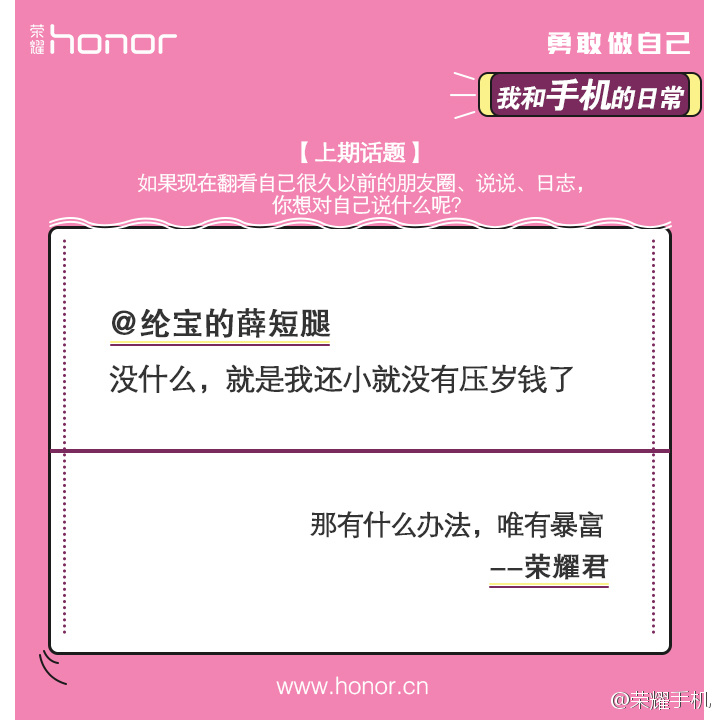 荣耀 honor
勇敢做自己
我和手机的日常
【上期话题】
如果现在翻看自己很久以前的朋友圈、说说、日志，
你想对自己说什么呢？
@纶宝的薛短腿
没什么，就是我还小就没有压岁钱了
那有什么办法，唯有暴富
--荣耀君
www.honor.cn
@荣耀手机